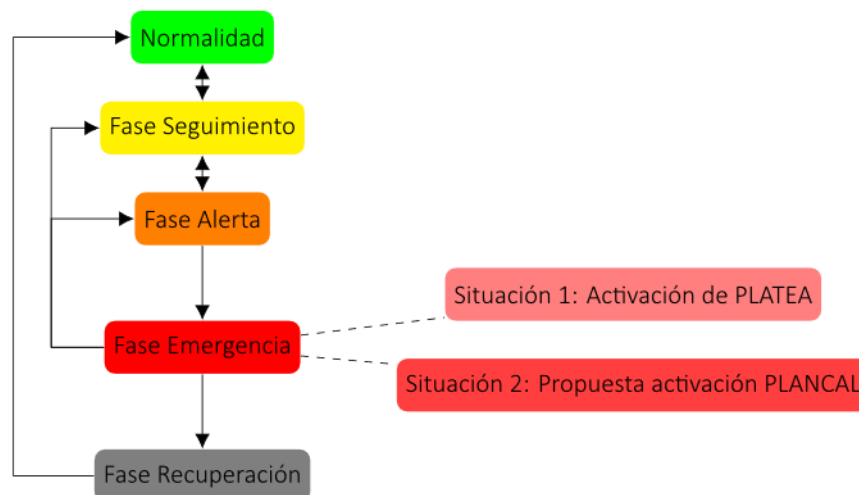 Normalidad
Fase Seguimiento
Fase Alerta
Situación 1: Activación de PLATEA
Fase Emergencia
Situación 2: Propuesta activación PLANCAL
Fase Recuperación